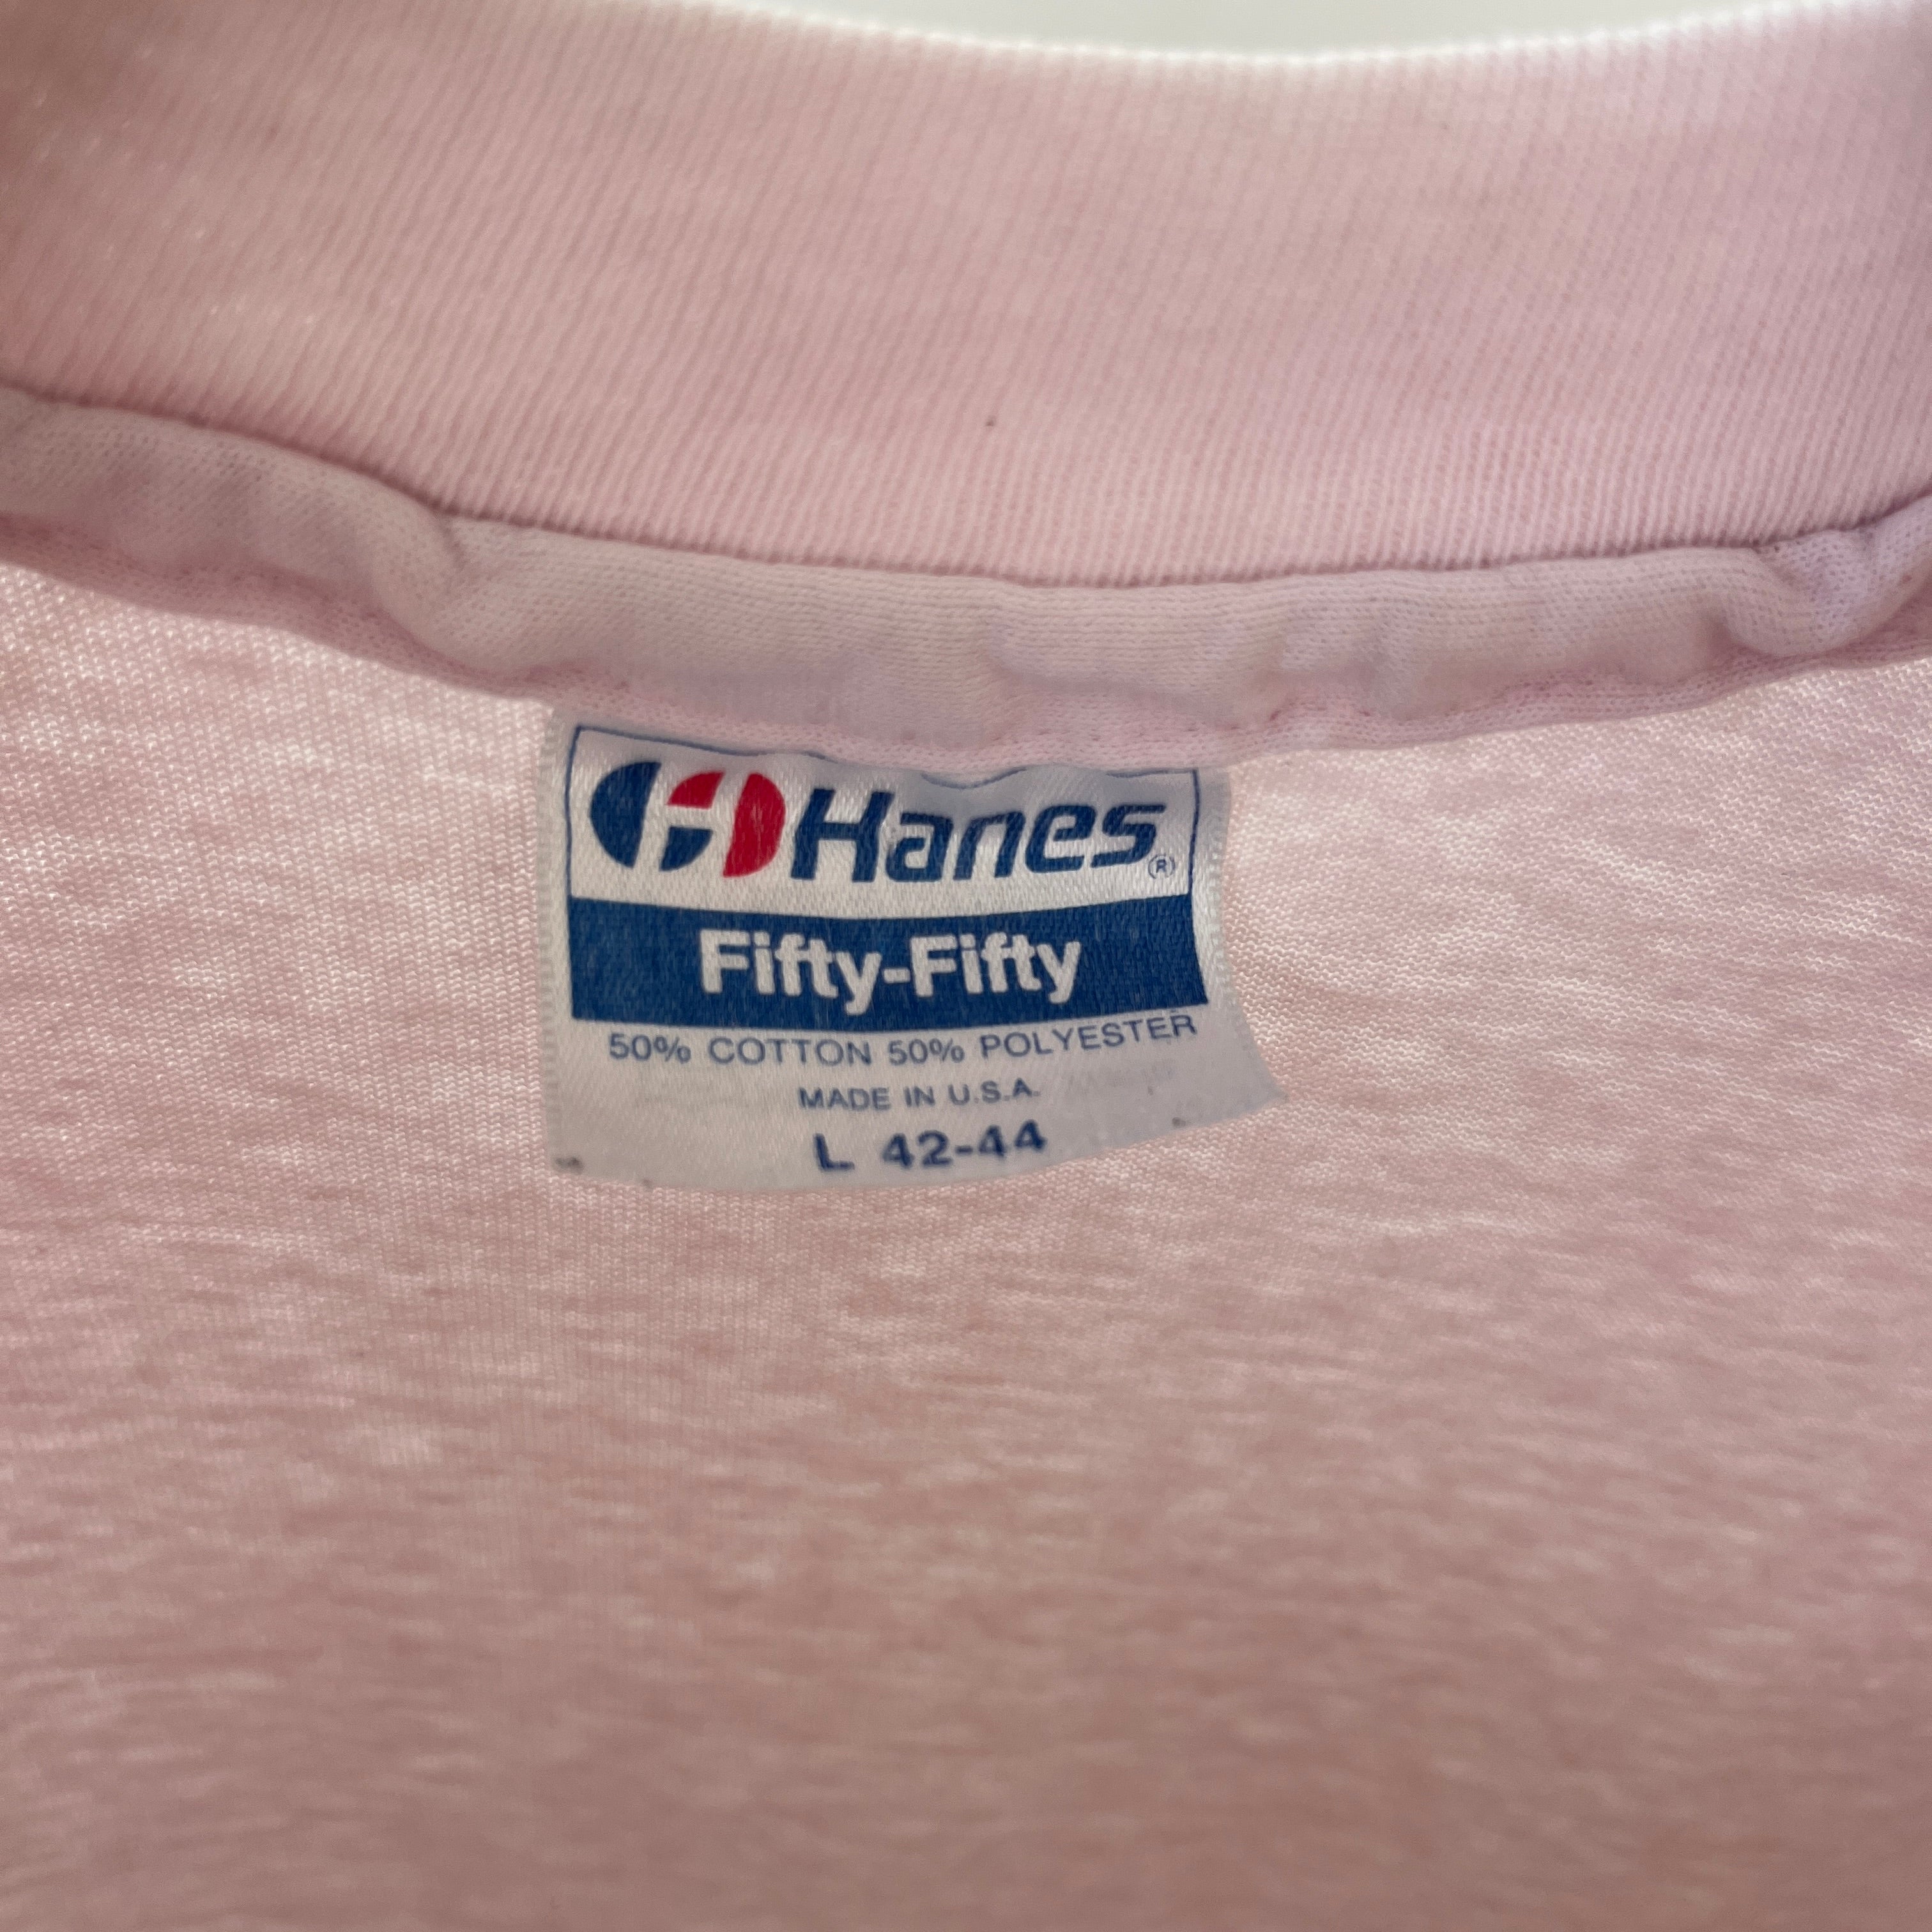 Hanes®
Fifty-Fifty
50% COTTON 50% POLYESTER
MADE IN U.S.A.
L 42-44